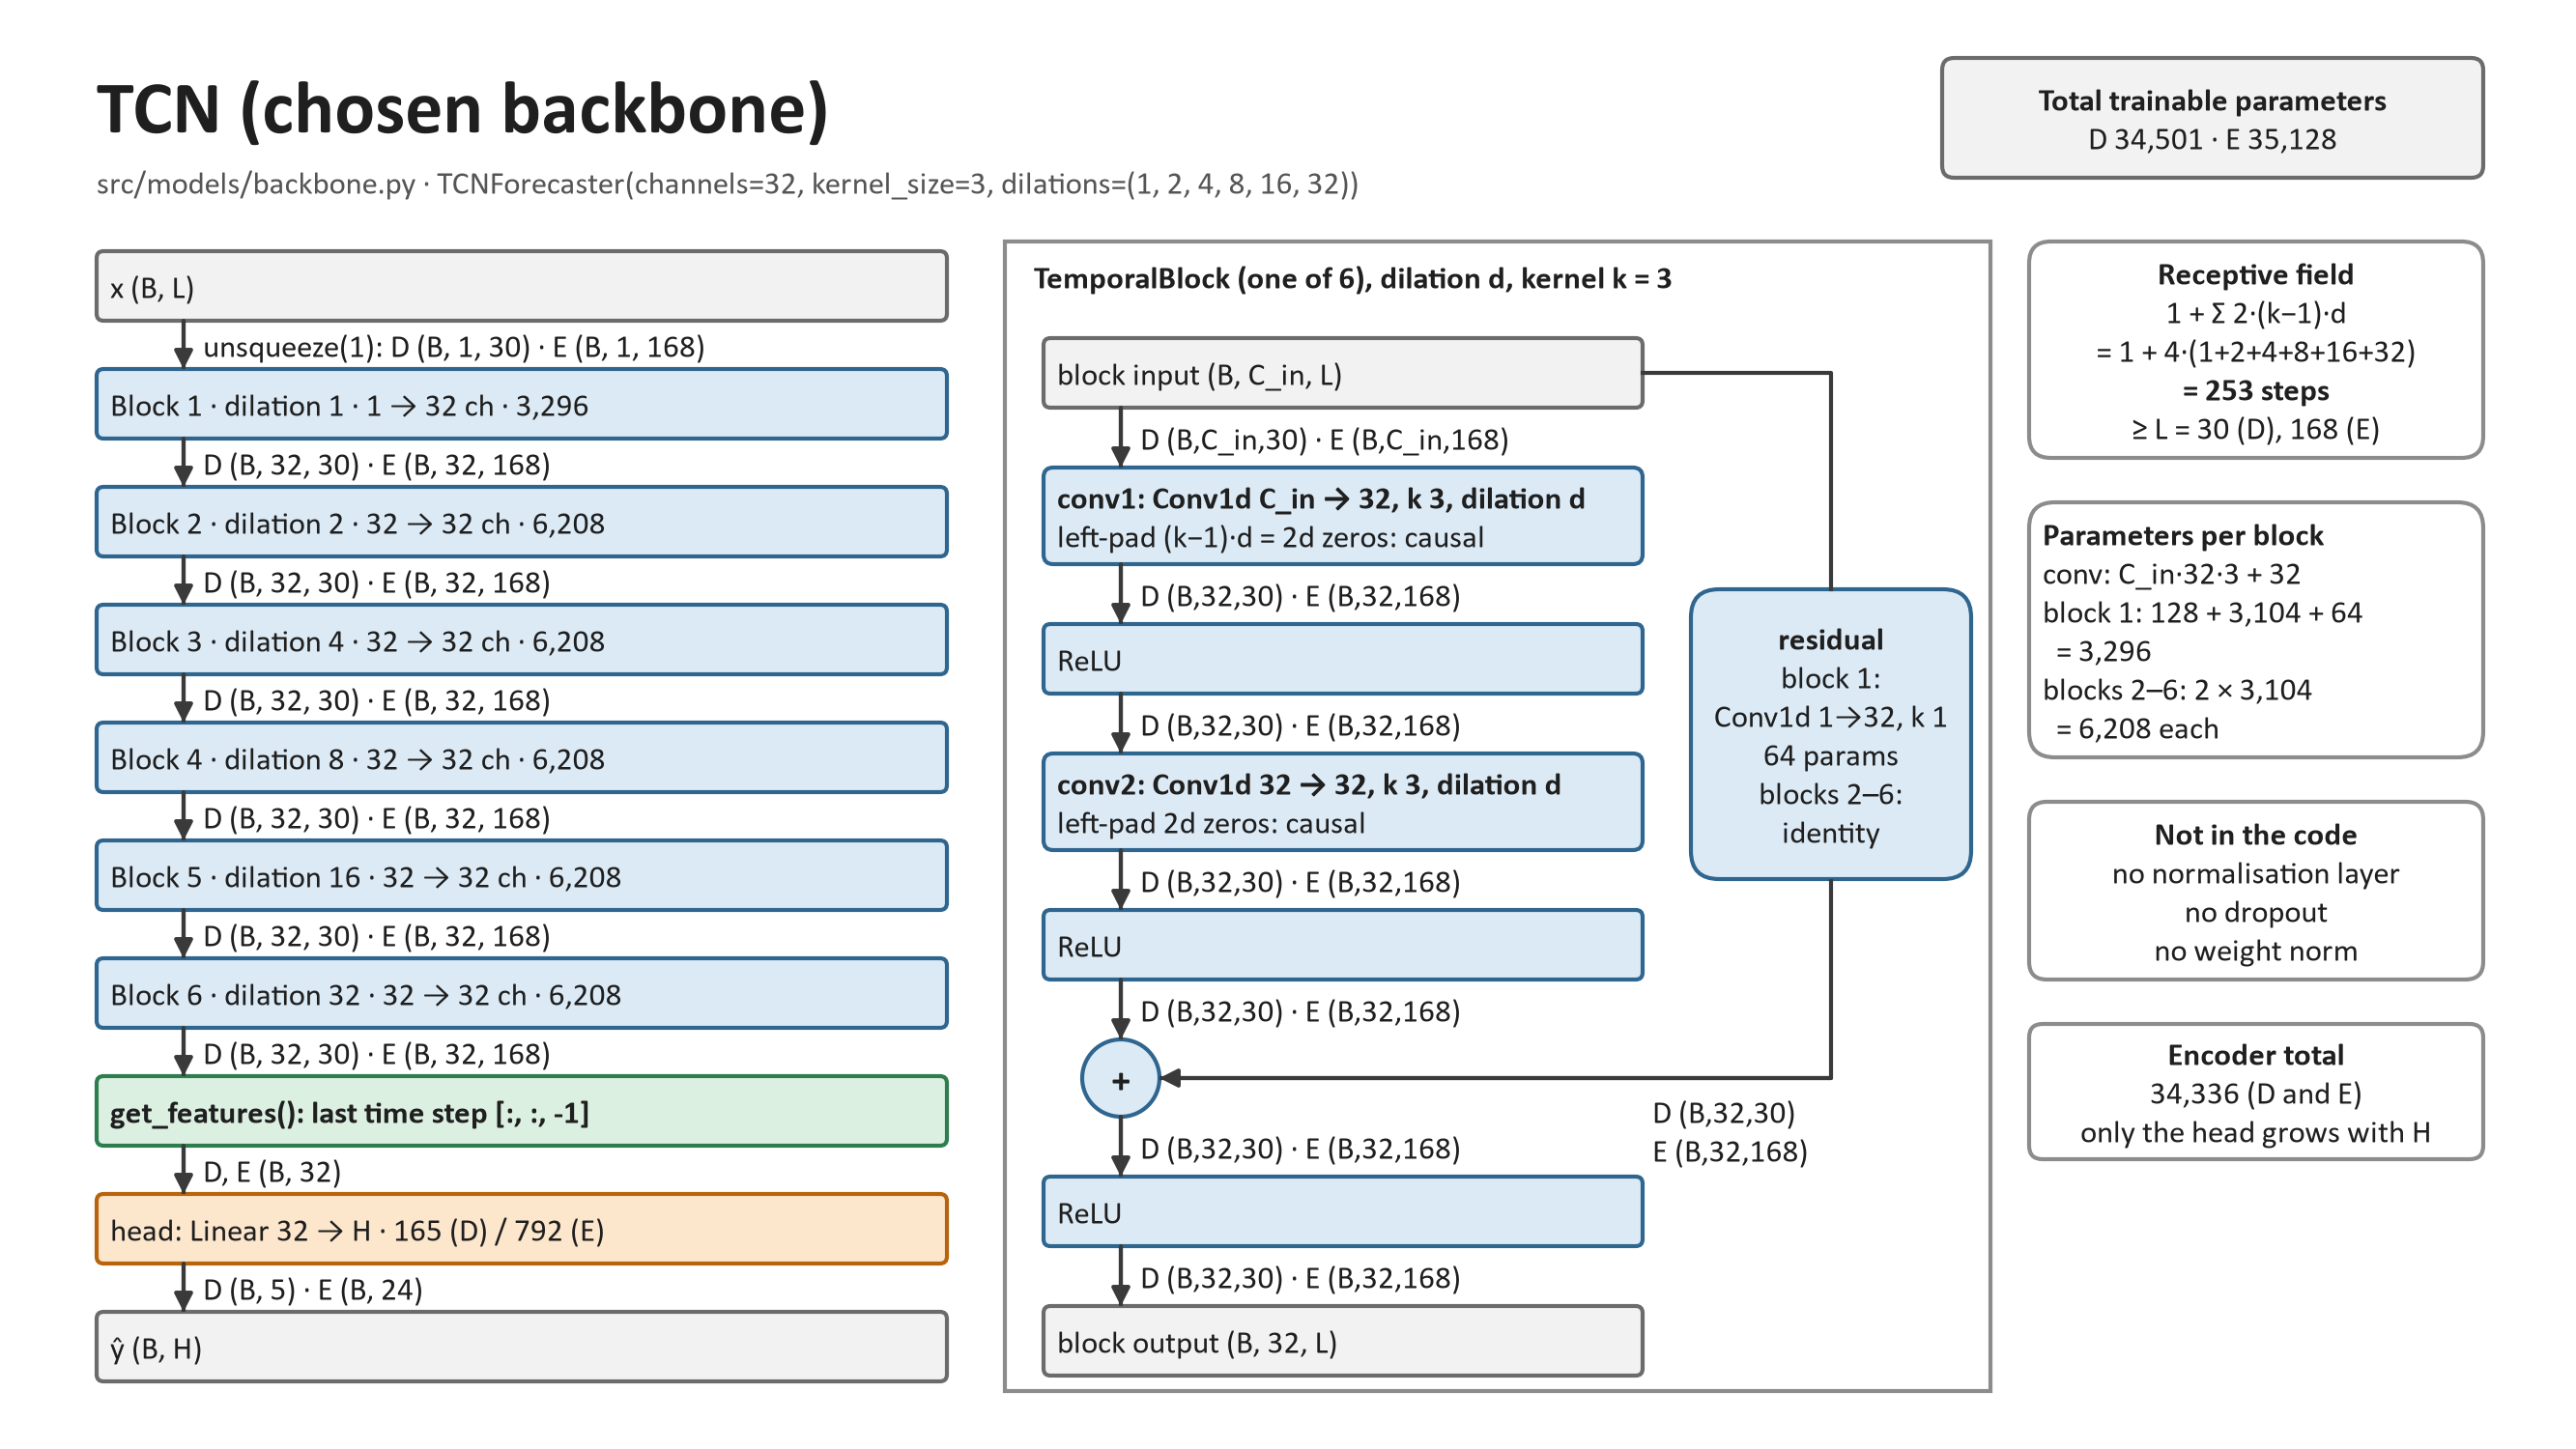 TCN (chosen backbone)
src/models/backbone.py · TCNForecaster(channels=32, kernel_size=3, dilations=(1, 2, 4, 8, 16, 32))
Total trainable parameters
D 34,501 · E 35,128
x (B, L)
unsqueeze(1): D (B, 1, 30) · E (B, 1, 168)
Block 1 · dilation 1 · 1 → 32 ch · 3,296
D (B, 32, 30) · E (B, 32, 168)
Block 2 · dilation 2 · 32 → 32 ch · 6,208
D (B, 32, 30) · E (B, 32, 168)
Block 3 · dilation 4 · 32 → 32 ch · 6,208
D (B, 32, 30) · E (B, 32, 168)
Block 4 · dilation 8 · 32 → 32 ch · 6,208
D (B, 32, 30) · E (B, 32, 168)
Block 5 · dilation 16 · 32 → 32 ch · 6,208
D (B, 32, 30) · E (B, 32, 168)
Block 6 · dilation 32 · 32 → 32 ch · 6,208
D (B, 32, 30) · E (B, 32, 168)
get_features(): last time step [:, :, -1]
D, E (B, 32)
head: Linear 32 → H · 165 (D) / 792 (E)
D (B, 5) · E (B, 24)
ŷ (B, H)
TemporalBlock (one of 6), dilation d, kernel k = 3
block input (B, C_in, L)
D (B,C_in,30) · E (B,C_in,168)
conv1: Conv1d C_in → 32, k 3, dilation d
left-pad (k−1)·d = 2d zeros: causal
D (B,32,30) · E (B,32,168)
ReLU
D (B,32,30) · E (B,32,168)
conv2: Conv1d 32 → 32, k 3, dilation d
left-pad 2d zeros: causal
D (B,32,30) · E (B,32,168)
ReLU
D (B,32,30) · E (B,32,168)
+
D (B,32,30) · E (B,32,168)
ReLU
D (B,32,30) · E (B,32,168)
block output (B, 32, L)
residual
block 1:
Conv1d 1→32, k 1
64 params
blocks 2–6:
identity
D (B,32,30)
E (B,32,168)
Receptive field
1 + Σ 2·(k−1)·d
= 1 + 4·(1+2+4+8+16+32)
= 253 steps
≥ L = 30 (D), 168 (E)
Parameters per block
conv: C_in·32·3 + 32
block 1: 128 + 3,104 + 64
= 3,296
blocks 2–6: 2 × 3,104
= 6,208 each
Not in the code
no normalisation layer
no dropout
no weight norm
Encoder total
34,336 (D and E)
only the head grows with H